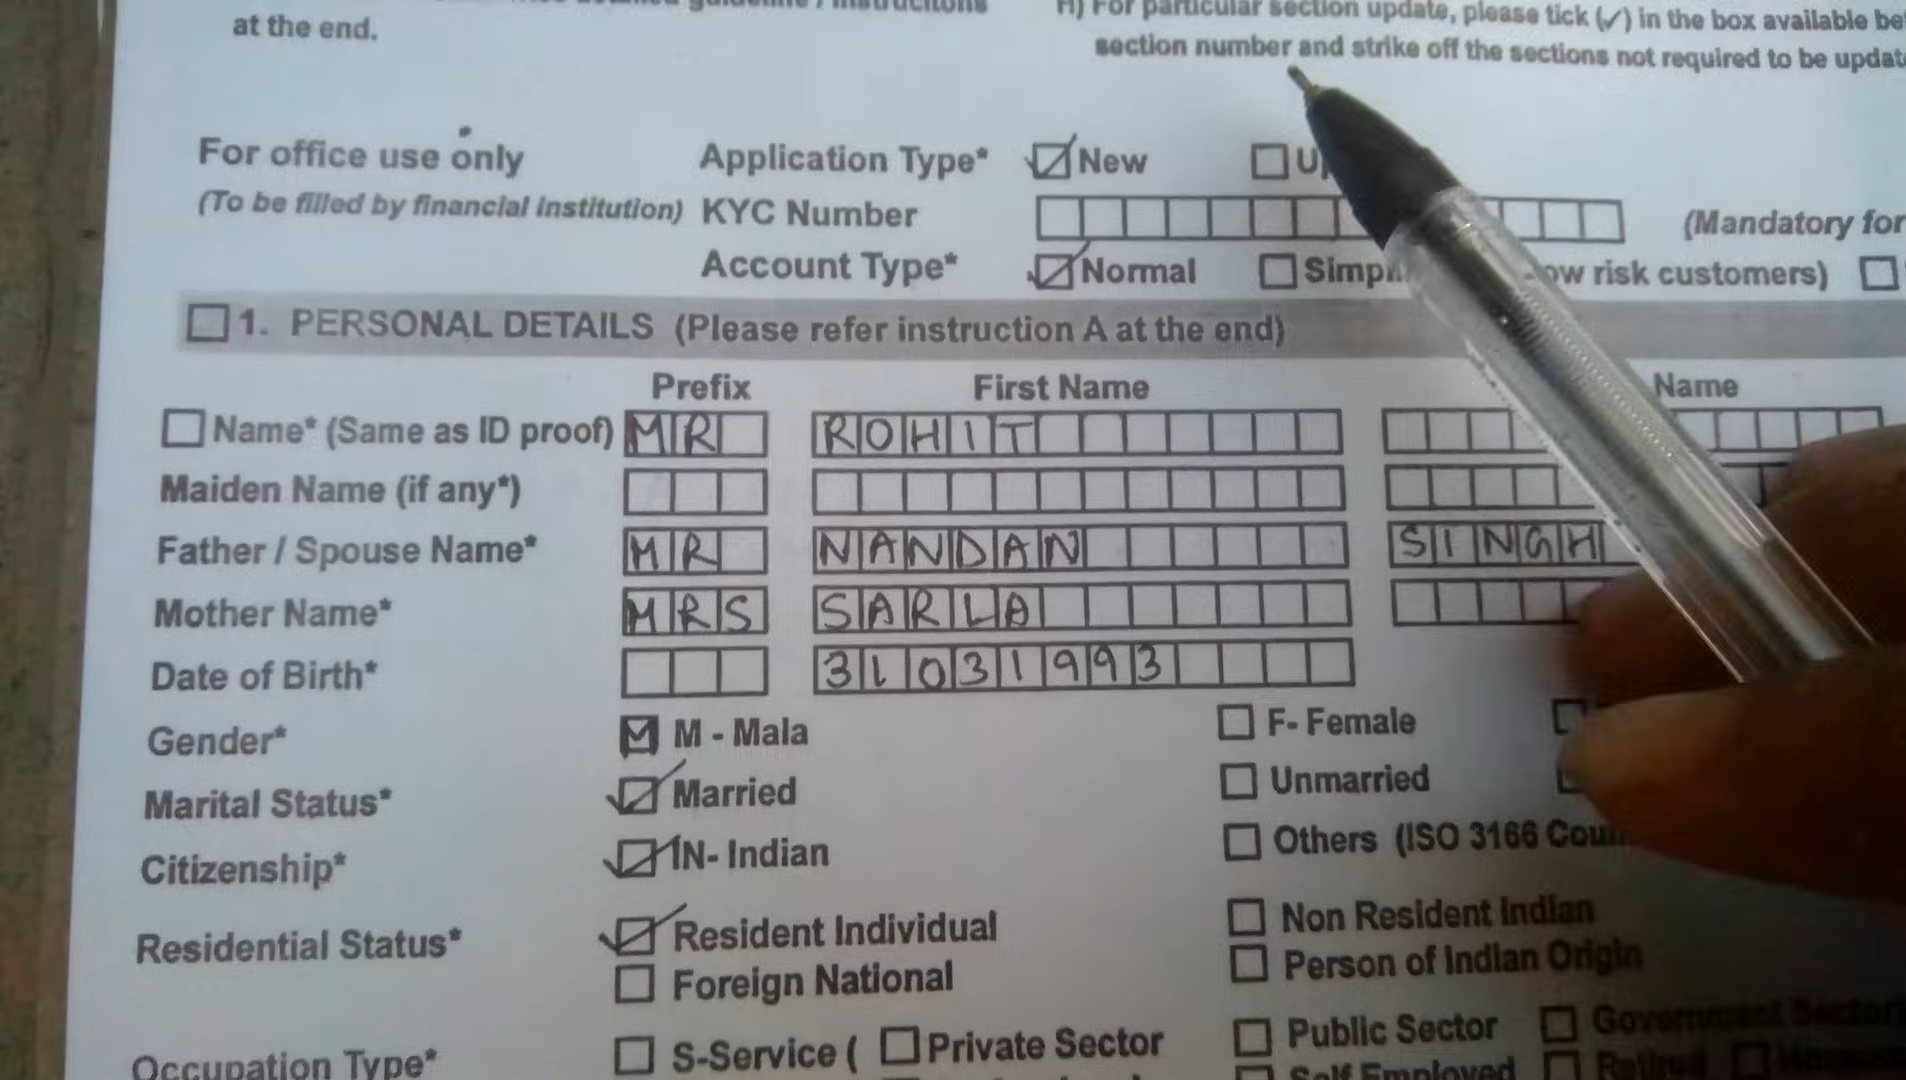 at the end.
H) For particular section update, please tick (✓) in the box available
section number and strike off the sections not required to be
For office use only
Application Type* ☑ New ☐
(To be filled by financial institution) KYC Number
(Mandatory for
Account Type* ☑ Normal ☐ risk customers) ☐
☐ 1. PERSONAL DETAILS (Please refer instruction A at the end)
Prefix First Name Name
☐ Name* (Same as ID proof) MR ROHIT
Maiden Name (if any*)
Father / Spouse Name* MR NANDAN SINGH
Mother Name* MRS SARLA
Date of Birth* 31031993
Gender* ☑ M - Mala ☐ F- Female
Marital Status* ☑ Married ☐ Unmarried
Citizenship* ☑ IN- Indian ☐ Others (ISO 3166
Residential Status* ☑ Resident Individual ☐ Non Resident Indian
☐ Foreign National ☐ Person of Indian Origin
Occupation Type* ☐ S-Service ( ☐ Private Sector ☐ Public Sector ☐ Government Sector